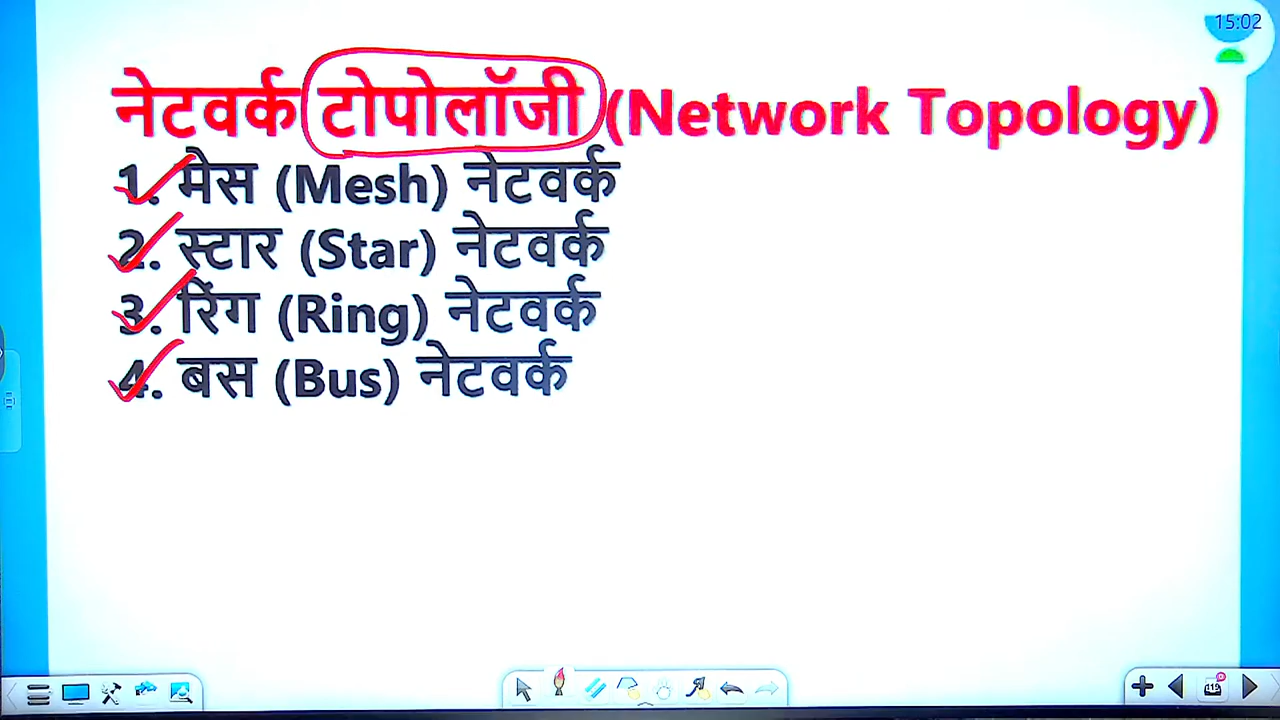 15:02
नेटवर्क टोपोलॉजी (Network Topology)
1. मेस (Mesh) नेटवर्क
2. स्टार (Star) नेटवर्क
3. रिंग (Ring) नेटवर्क
4. बस (Bus) नेटवर्क